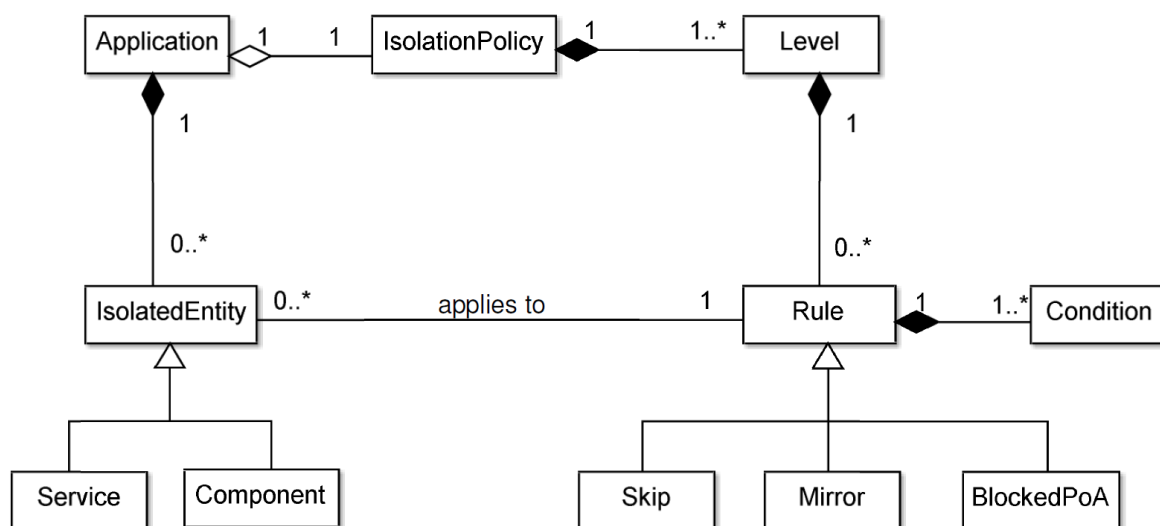 Application
1
1
IsolationPolicy
1
1..*
Level
1
1
0..*
0..*
IsolatedEntity
0..*
applies to
1
Rule
1
1..*
Condition
Service
Component
Skip
Mirror
BlockedPoA